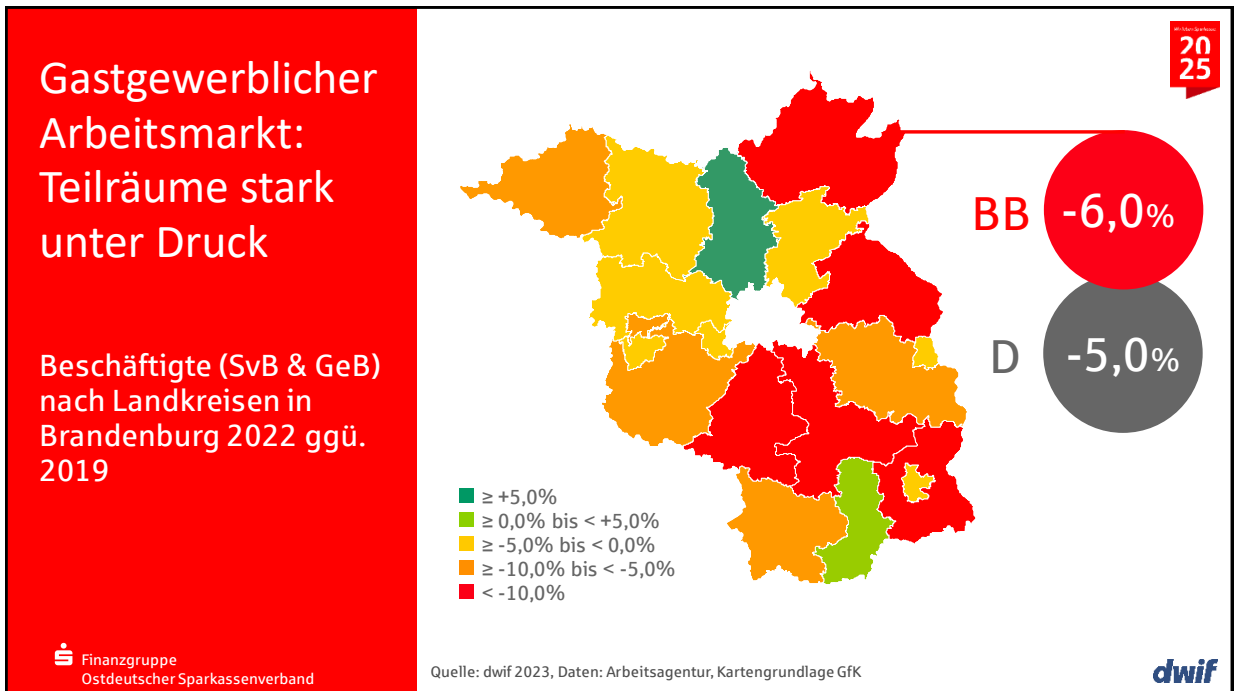 Gastgewerblicher
Arbeitsmarkt:
Teilräume stark
unter Druck
Beschäftigte (SvB & GeB)
nach Landkreisen in
Brandenburg 2022 ggü.
2019
Finanzgruppe
Ostdeutscher Sparkassenverband
20
25
BB
-6,0%
D
-5,0%
≥ +5,0%
≥ 0,0% bis < +5,0%
≥ -5,0% bis < 0,0%
≥ -10,0% bis < -5,0%
< -10,0%
Quelle: dwif 2023, Daten: Arbeitsagentur, Kartengrundlage GfK
dwif